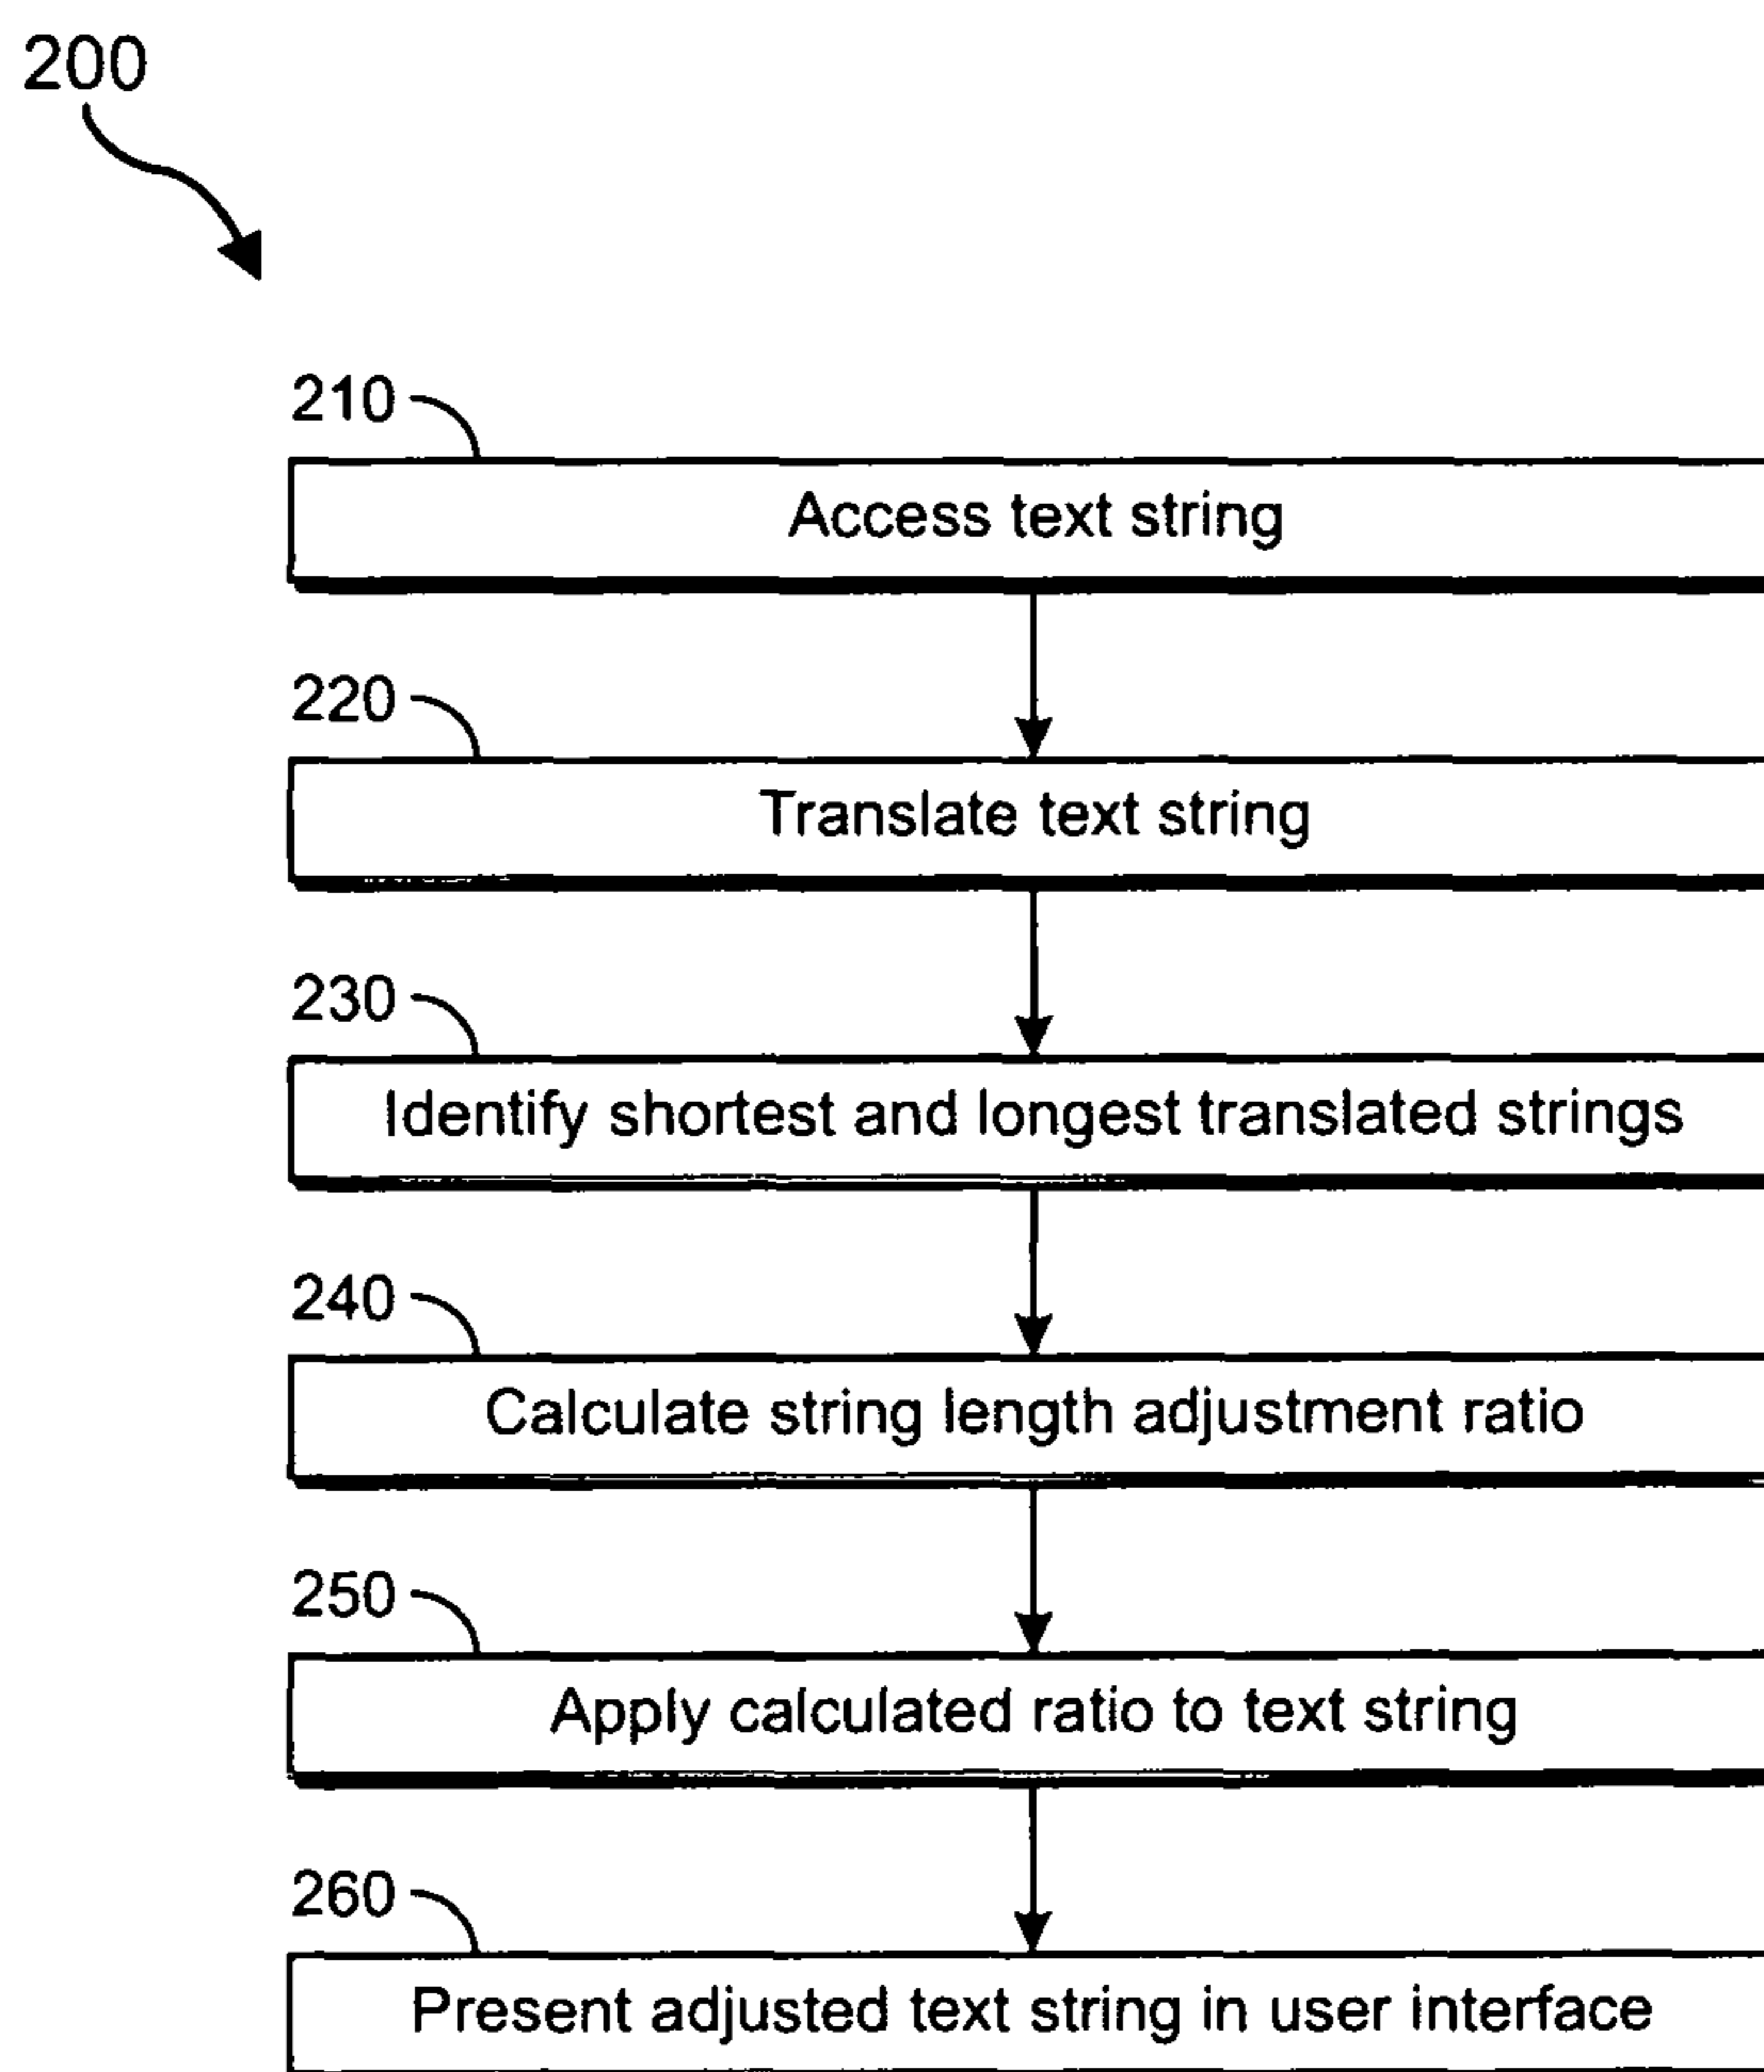 200
210
Access text string
220
Translate text string
230
Identify shortest and longest translated strings
240
Calculate string length adjustment ratio
250
Apply calculated ratio to text string
260
Present adjusted text string in user interface